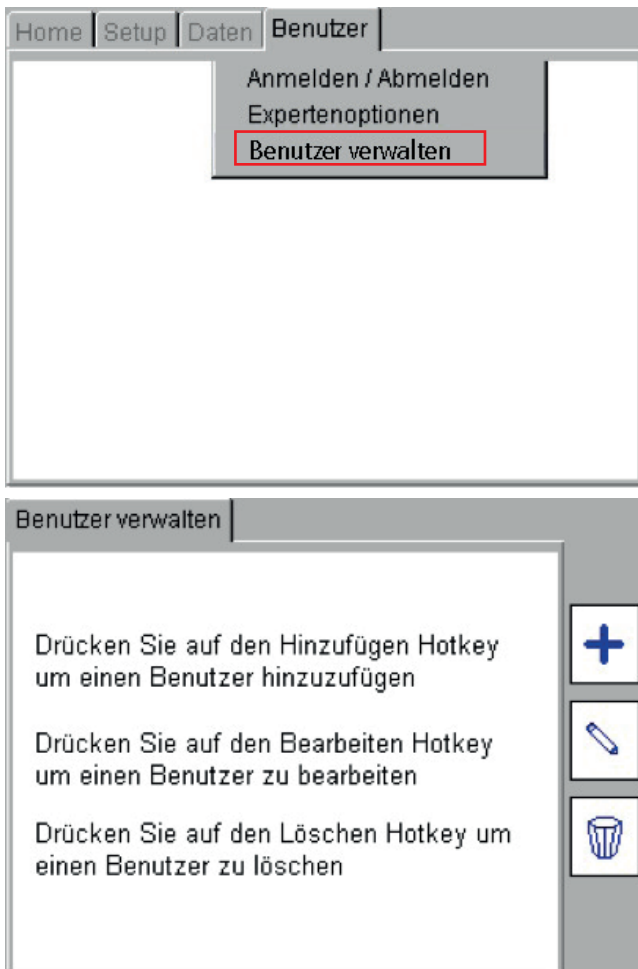 Home Setup Daten Benutzer
Anmelden / Abmelden
Expertenoptionen
Benutzer verwalten
Benutzer verwalten
Drücken Sie auf den Hinzufügen Hotkey
um einen Benutzer hinzuzufügen
Drücken Sie auf den Bearbeiten Hotkey
um einen Benutzer zu bearbeiten
Drücken Sie auf den Löschen Hotkey um
einen Benutzer zu löschen